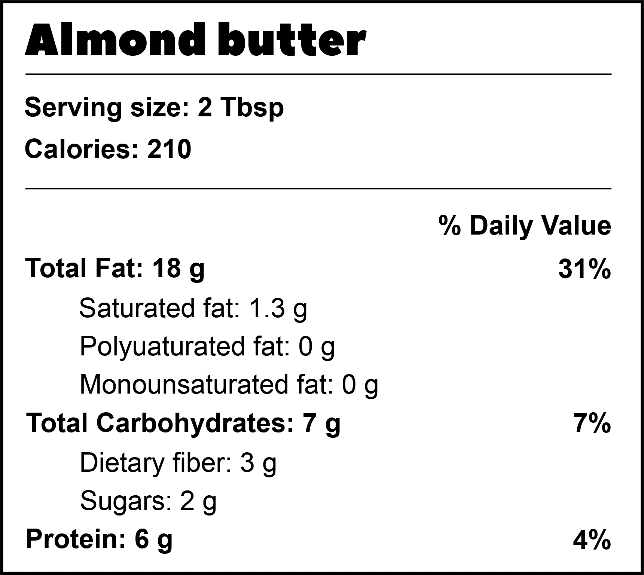 Almond butter
Serving size: 2 Tbsp
Calories: 210
% Daily Value
Total Fat: 18 g 31%
Saturated fat: 1.3 g
Polyuaturated fat: 0 g
Monounsaturated fat: 0 g
Total Carbohydrates: 7 g 7%
Dietary fiber: 3 g
Sugars: 2 g
Protein: 6 g 4%